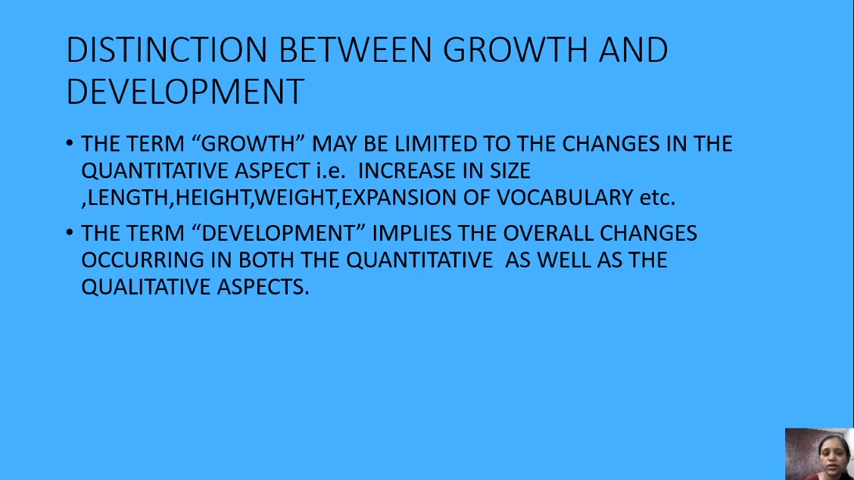 DISTINCTION BETWEEN GROWTH AND
DEVELOPMENT
• THE TERM “GROWTH” MAY BE LIMITED TO THE CHANGES IN THE
QUANTITATIVE ASPECT i.e. INCREASE IN SIZE
,LENGTH,HEIGHT,WEIGHT,EXPANSION OF VOCABULARY etc.
• THE TERM “DEVELOPMENT” IMPLIES THE OVERALL CHANGES
OCCURRING IN BOTH THE QUANTITATIVE AS WELL AS THE
QUALITATIVE ASPECTS.